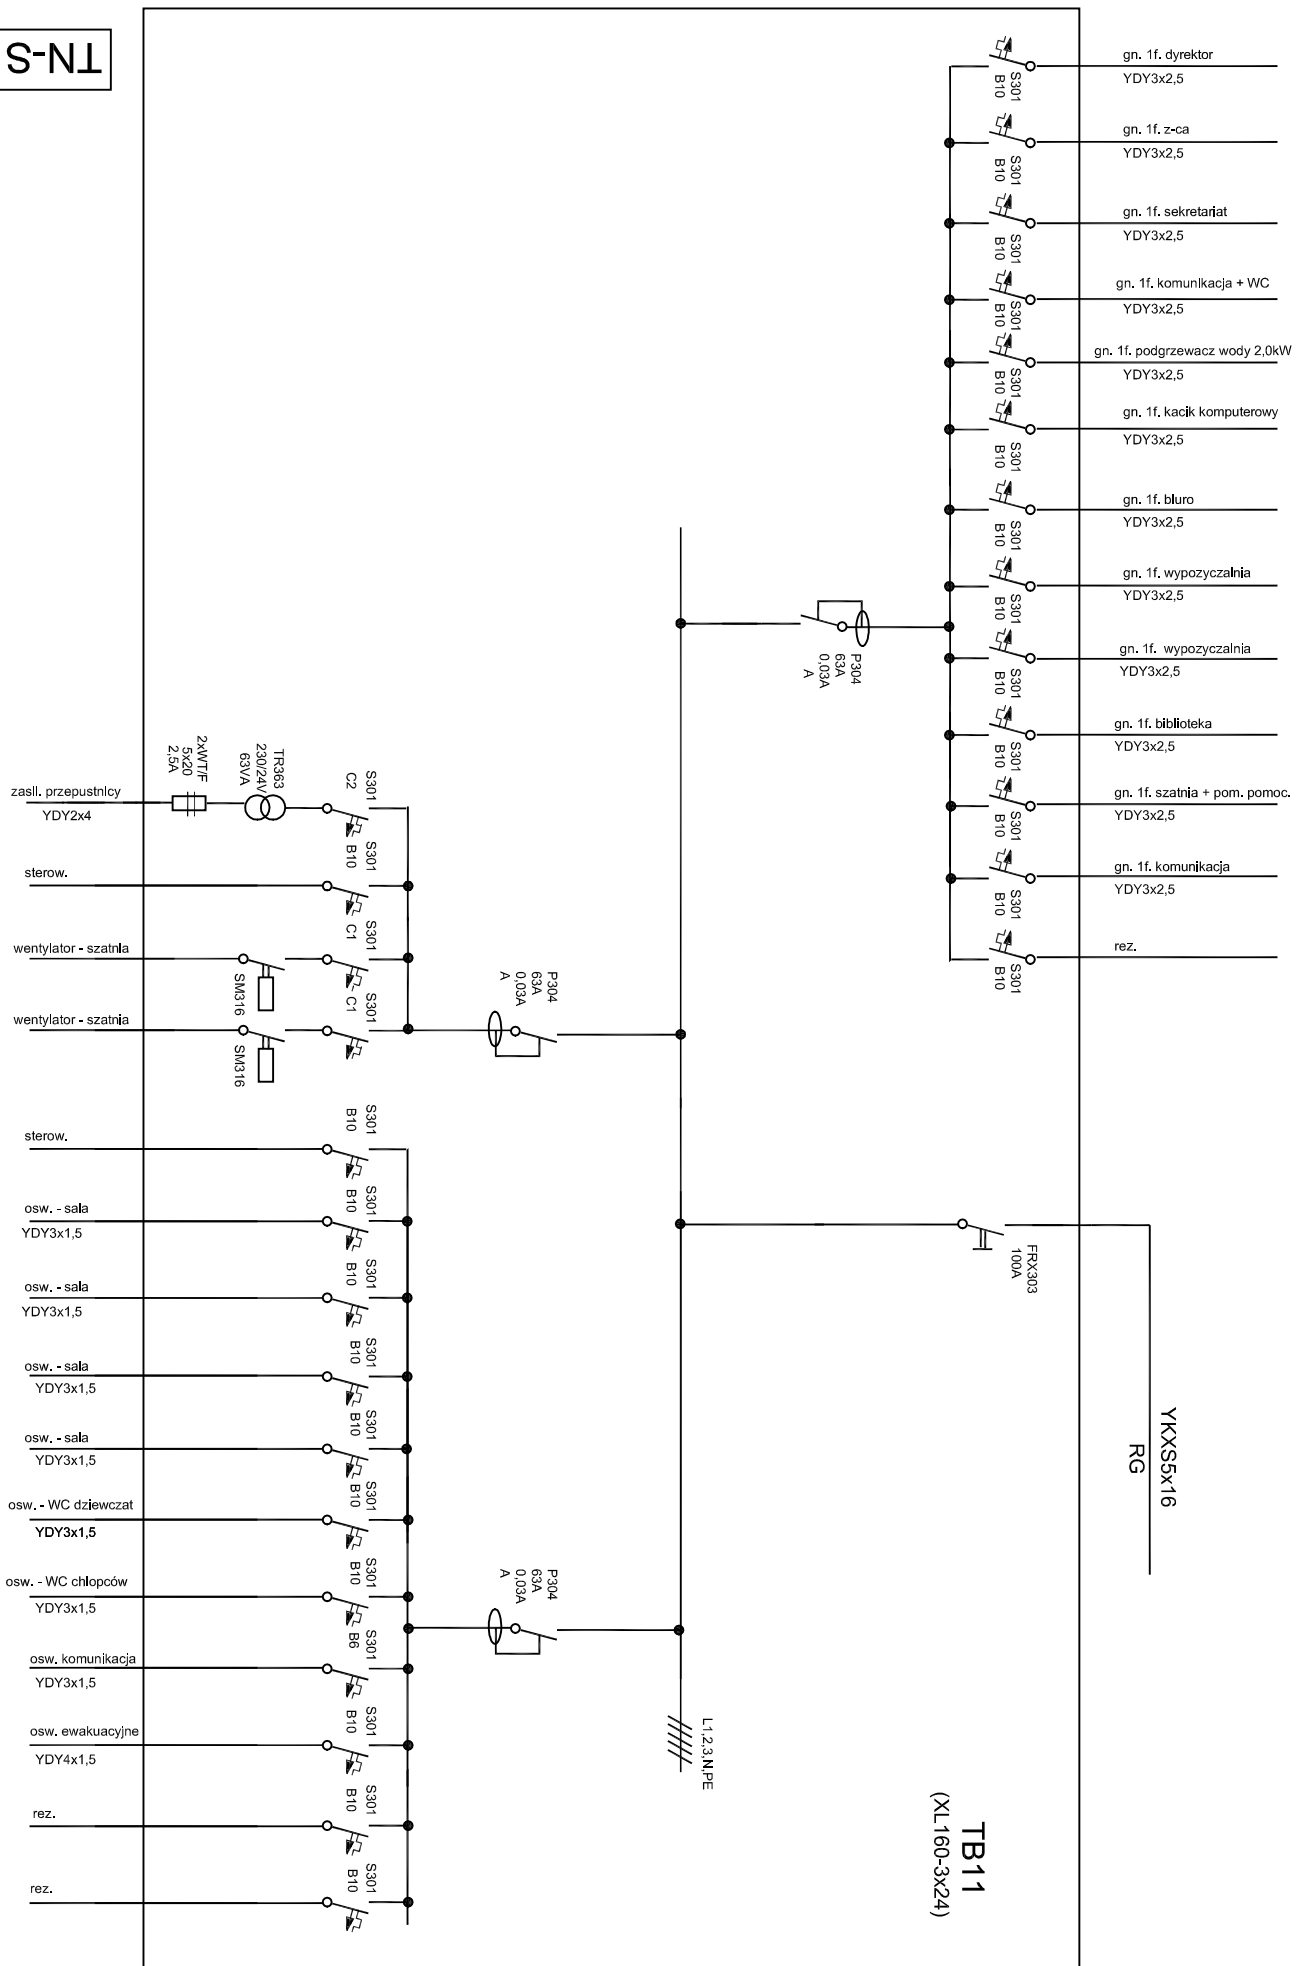 TN-S
gn. 1f. dyrektor
YDY3x2,5
S301
B10
gn. 1f. z-ca
YDY3x2,5
S301
B10
gn. 1f. sekretariat
YDY3x2,5
S301
B10
gn. 1f. komunikacja + WC
YDY3x2,5
S301
B10
gn. 1f. podgrzewacz wody 2,0kW
YDY3x2,5
S301
B10
gn. 1f. kacik komputerowy
YDY3x2,5
S301
B10
gn. 1f. biuro
YDY3x2,5
S301
B10
gn. 1f. wypozyczalnia
YDY3x2,5
S301
B10
gn. 1f.  wypozyczalnia
YDY3x2,5
S301
B10
gn. 1f. biblioteka
YDY3x2,5
S301
B10
gn. 1f. szatnia + pom. pomoc.
YDY3x2,5
S301
B10
gn. 1f. komunikacja
YDY3x2,5
S301
B10
rez.
S301
B10
P304
63A
0,03A
A
zasil. przepustnicy
YDY2x4
2xWT/F
5x20
2,5A
TR363
230/24V
63VA
S301
C2
sterow.
S301
B10
wentylator - szatnia
SM316
S301
C1
wentylator - szatnia
SM316
S301
C1
P304
63A
0,03A
A
sterow.
S301
B10
osw. - sala
YDY3x1,5
S301
B10
osw. - sala
YDY3x1,5
S301
B10
osw. - sala
YDY3x1,5
S301
B10
osw. - sala
YDY3x1,5
S301
B10
osw. - WC dziewczat
YDY3x1,5
S301
B10
osw. - WC chlopców
YDY3x1,5
S301
B10
osw. komunikacja
YDY3x1,5
S301
B6
osw. ewakuacyjne
YDY4x1,5
S301
B10
rez.
S301
B10
rez.
S301
B10
P304
63A
0,03A
A
FRX303
100A
YKXS5x16
RG
L1,2,3,N,PE
TB11
(XL160-3x24)